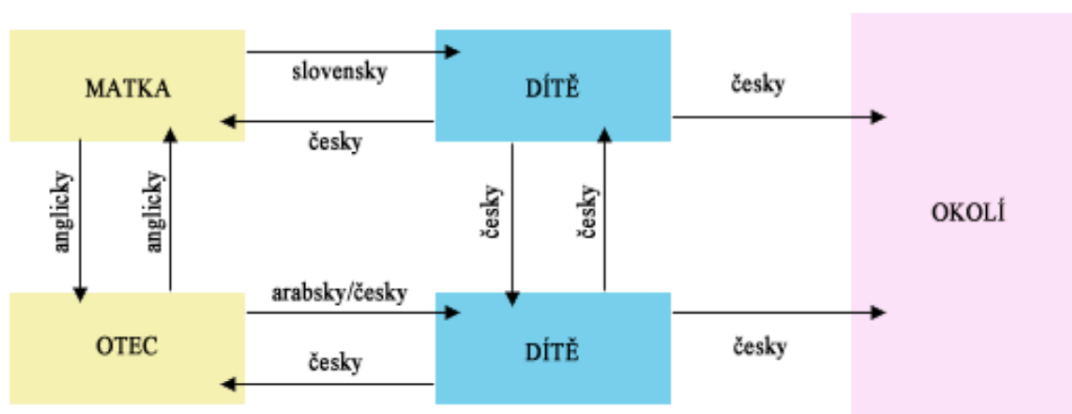 slovensky
MATKA
DÍTĚ
česky
česky
OKOLÍ
anglicky
anglicky
česky
česky
arabsky/česky
OTEC
DÍTĚ
česky
česky